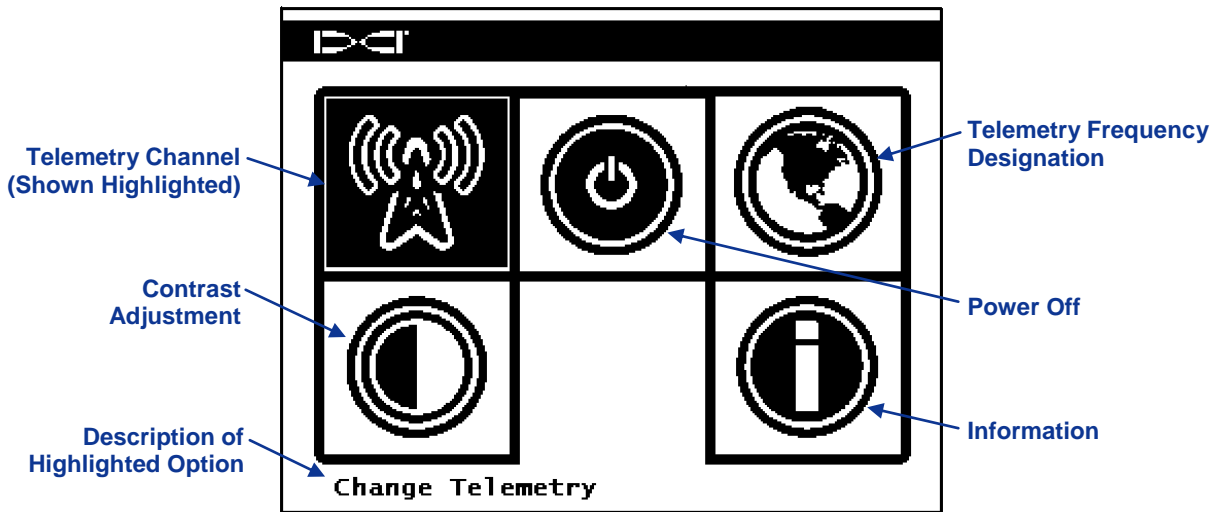 DCI
Telemetry Channel
(Shown Highlighted)
Telemetry Frequency
Designation
Contrast
Adjustment
Power Off
Description of
Highlighted Option
Information
Change Telemetry